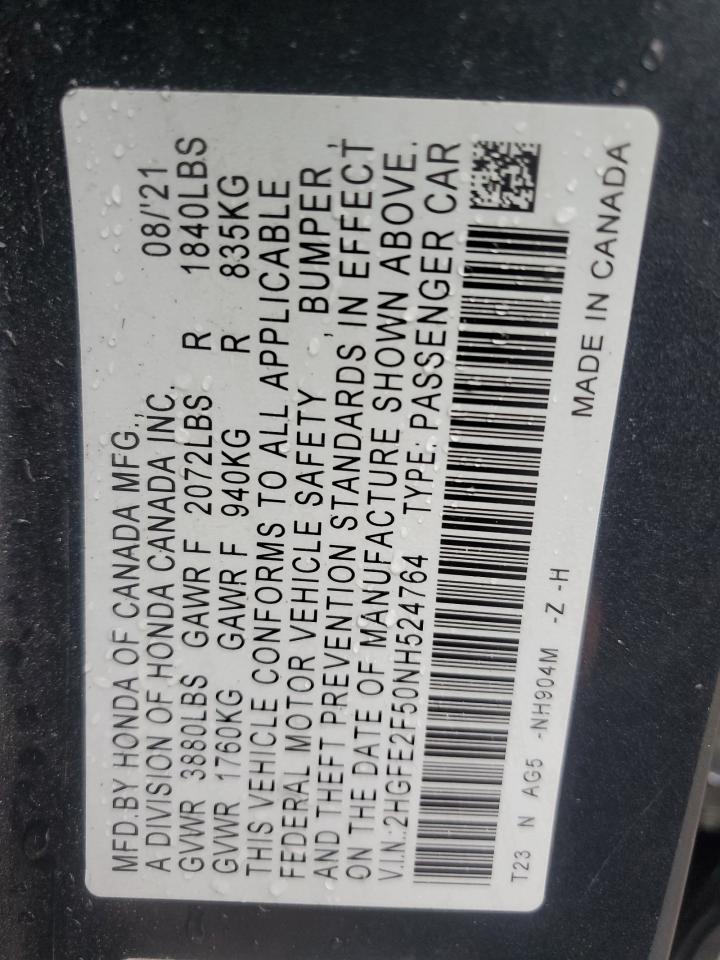 MFD.BY HONDA OF CANADA MFG., 08/'21
A DIVISION OF HONDA CANADA INC.
GVWR 3880LBS GAWR F 2072LBS R 1840LBS
GVWR 1760KG GAWR F 940KG R 835KG
THIS VEHICLE CONFORMS TO ALL APPLICABLE
FEDERAL MOTOR VEHICLE SAFETY , BUMPER ,
AND THEFT PREVENTION STANDARDS IN EFFECT
ON THE DATE OF MANUFACTURE SHOWN ABOVE.
V.I.N.:2HGFE2F50NH524764 TYPE: PASSENGER CAR
T23 N AG5 -NH904M -Z -H
MADE IN CANADA